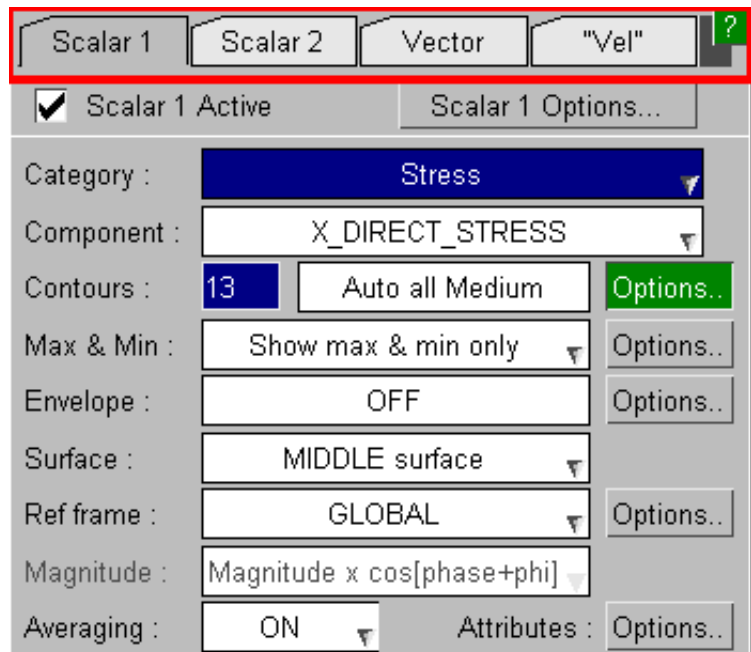 Scalar 1 Scalar 2 Vector "Vel" ?
Scalar 1 Active Scalar 1 Options...
Category : Stress
Component : X_DIRECT_STRESS
Contours : 13 Auto all Medium Options..
Max & Min : Show max & min only Options..
Envelope : OFF Options..
Surface : MIDDLE surface
Ref frame : GLOBAL Options..
Magnitude : Magnitude x cos[phase+phi]
Averaging : ON Attributes : Options..